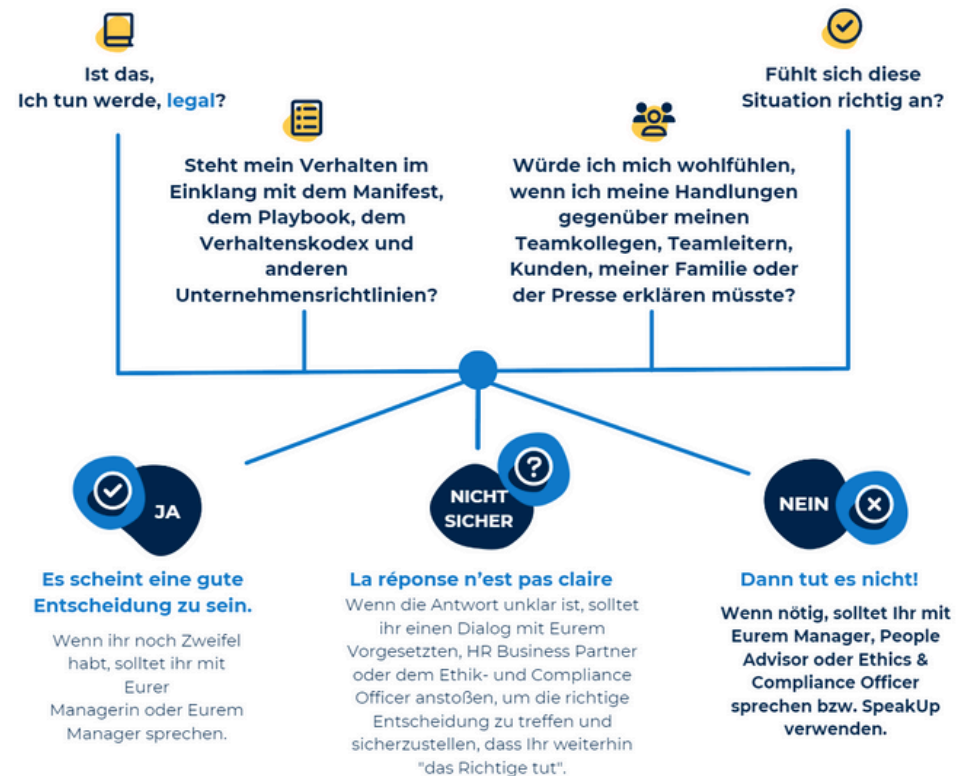 Ist das,
Ich tun werde, legal?
Steht mein Verhalten im
Einklang mit dem Manifest,
dem Playbook, dem
Verhaltenskodex und
anderen
Unternehmensrichtlinien?
Würde ich mich wohlfühlen,
wenn ich meine Handlungen
gegenüber meinen
Teamkollegen, Teamleitern,
Kunden, meiner Familie oder
der Presse erklären müsste?
Fühlt sich diese
Situation richtig an?
JA
Es scheint eine gute
Entscheidung zu sein.
Wenn ihr noch Zweifel
habt, solltet ihr mit
Eurer
Managerin oder Eurem
Manager sprechen.
NICHT
SICHER
La réponse n'est pas claire
Wenn die Antwort unklar ist, solltet
ihr einen Dialog mit Eurem
Vorgesetzten, HR Business Partner
oder dem Ethik- und Compliance
Officer anstoßen, um die richtige
Entscheidung zu treffen und
sicherzustellen, dass Ihr weiterhin
"das Richtige tut".
NEIN
Dann tut es nicht!
Wenn nötig, solltet Ihr mit
Eurem Manager, People
Advisor oder Ethics &
Compliance Officer
sprechen bzw. SpeakUp
verwenden.